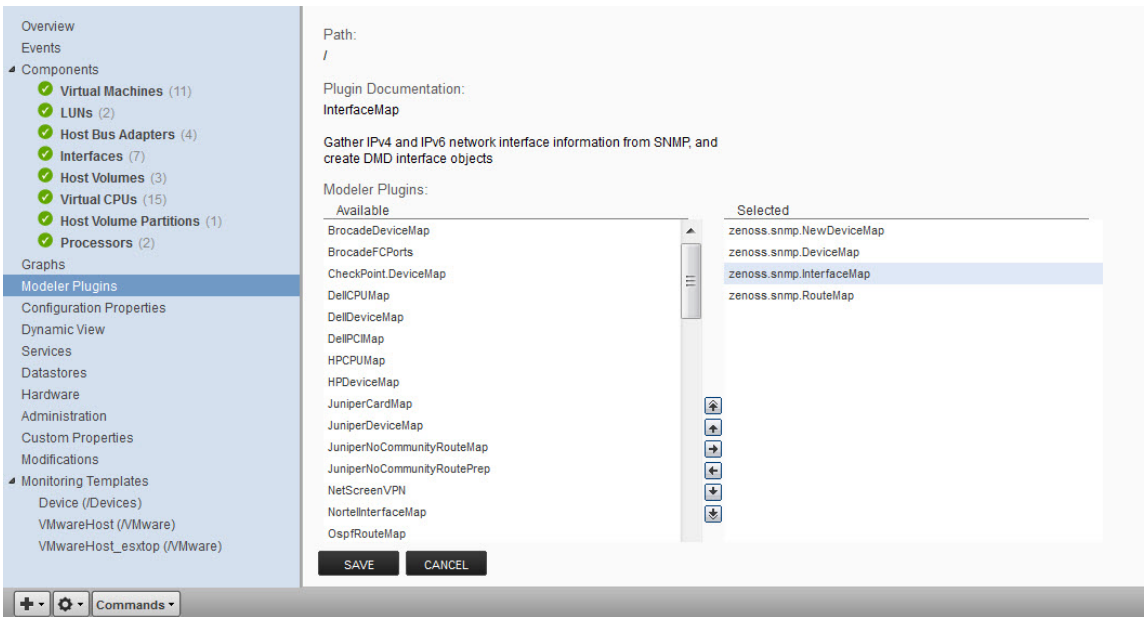 Overview
Events
Components
Virtual Machines (11)
LUNs (2)
Host Bus Adapters (4)
Interfaces (7)
Host Volumes (3)
Virtual CPUs (15)
Host Volume Partitions (1)
Processors (2)
Graphs
Modeler Plugins
Configuration Properties
Dynamic View
Services
Datastores
Hardware
Administration
Custom Properties
Modifications
Monitoring Templates
Device (/Devices)
VMwareHost (/VMware)
VMwareHost_esxtop (/VMware)
Path:
/
Plugin Documentation:
InterfaceMap
Gather IPv4 and IPv6 network interface information from SNMP, and
create DMD interface objects
Modeler Plugins:
Available
BrocadeDeviceMap
BrocadeFCPorts
CheckPoint.DeviceMap
DellCPUMap
DellDeviceMap
DellPCIMap
HPCPUMap
HPDeviceMap
JuniperCardMap
JuniperDeviceMap
JuniperNoCommunityRouteMap
JuniperNoCommunityRoutePrep
NetScreenVPN
NortelInterfaceMap
OspfRouteMap
Selected
zenoss.snmp.NewDeviceMap
zenoss.snmp.DeviceMap
zenoss.snmp.InterfaceMap
zenoss.snmp.RouteMap
SAVE CANCEL
Commands